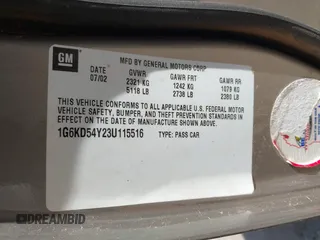 GM
MFD BY GENERAL MOTORS CORP
DATE GVWR GAWR FRT GAWR RR
07/02 2321 KG 1242 KG 1079 KG
5118 LB 2738 LB 2380 LB
THIS VEHICLE CONFORMS TO ALL APPLICABLE U.S. FEDERAL MOTOR
VEHICLE SAFETY, BUMPER, AND THEFT PREVENTION STANDARDS IN
EFFECT ON THE DATE OF MANUFACTURE SHOWN ABOVE.
1G6KD54Y23U115516 TYPE: PASS CAR
DREAMBID